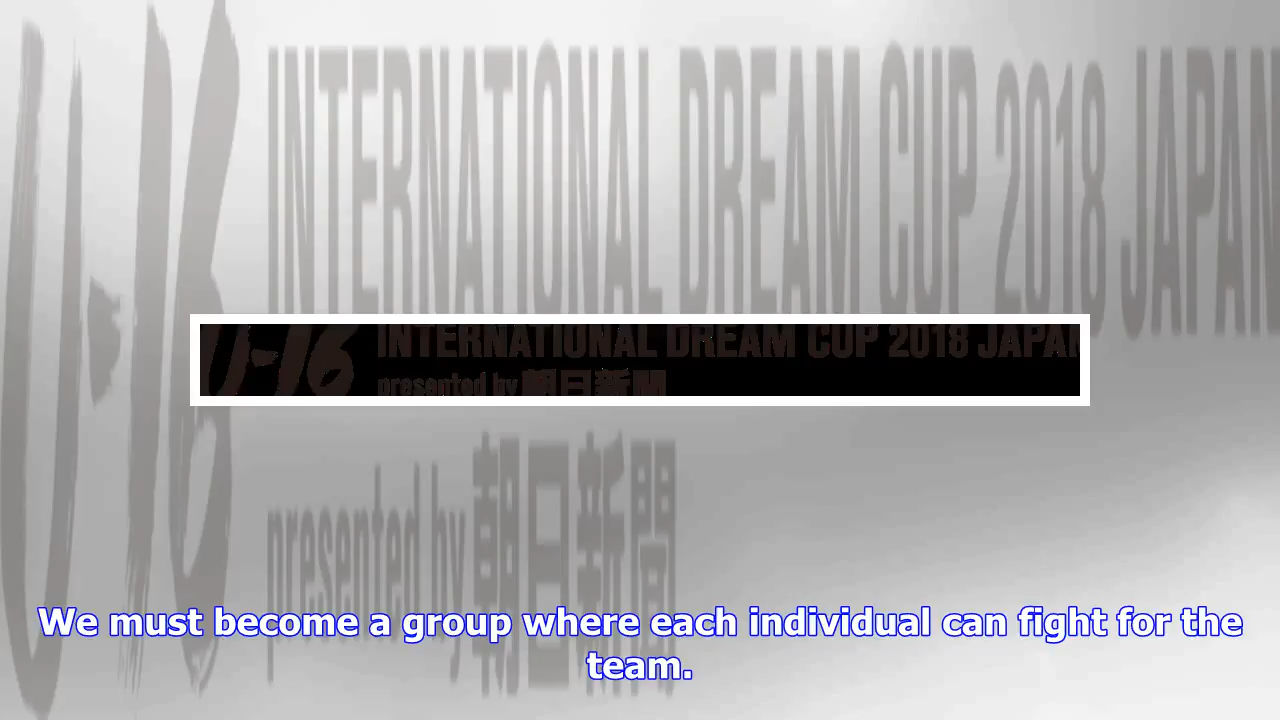 U-16 INTERNATIONAL DREAM CUP 2018 JAPAN
presented by 朝日新聞
U-16 INTERNATIONAL DREAM CUP 2018 JAPAN
presented by 朝日新聞
We must become a group where each individual can fight for the
team.